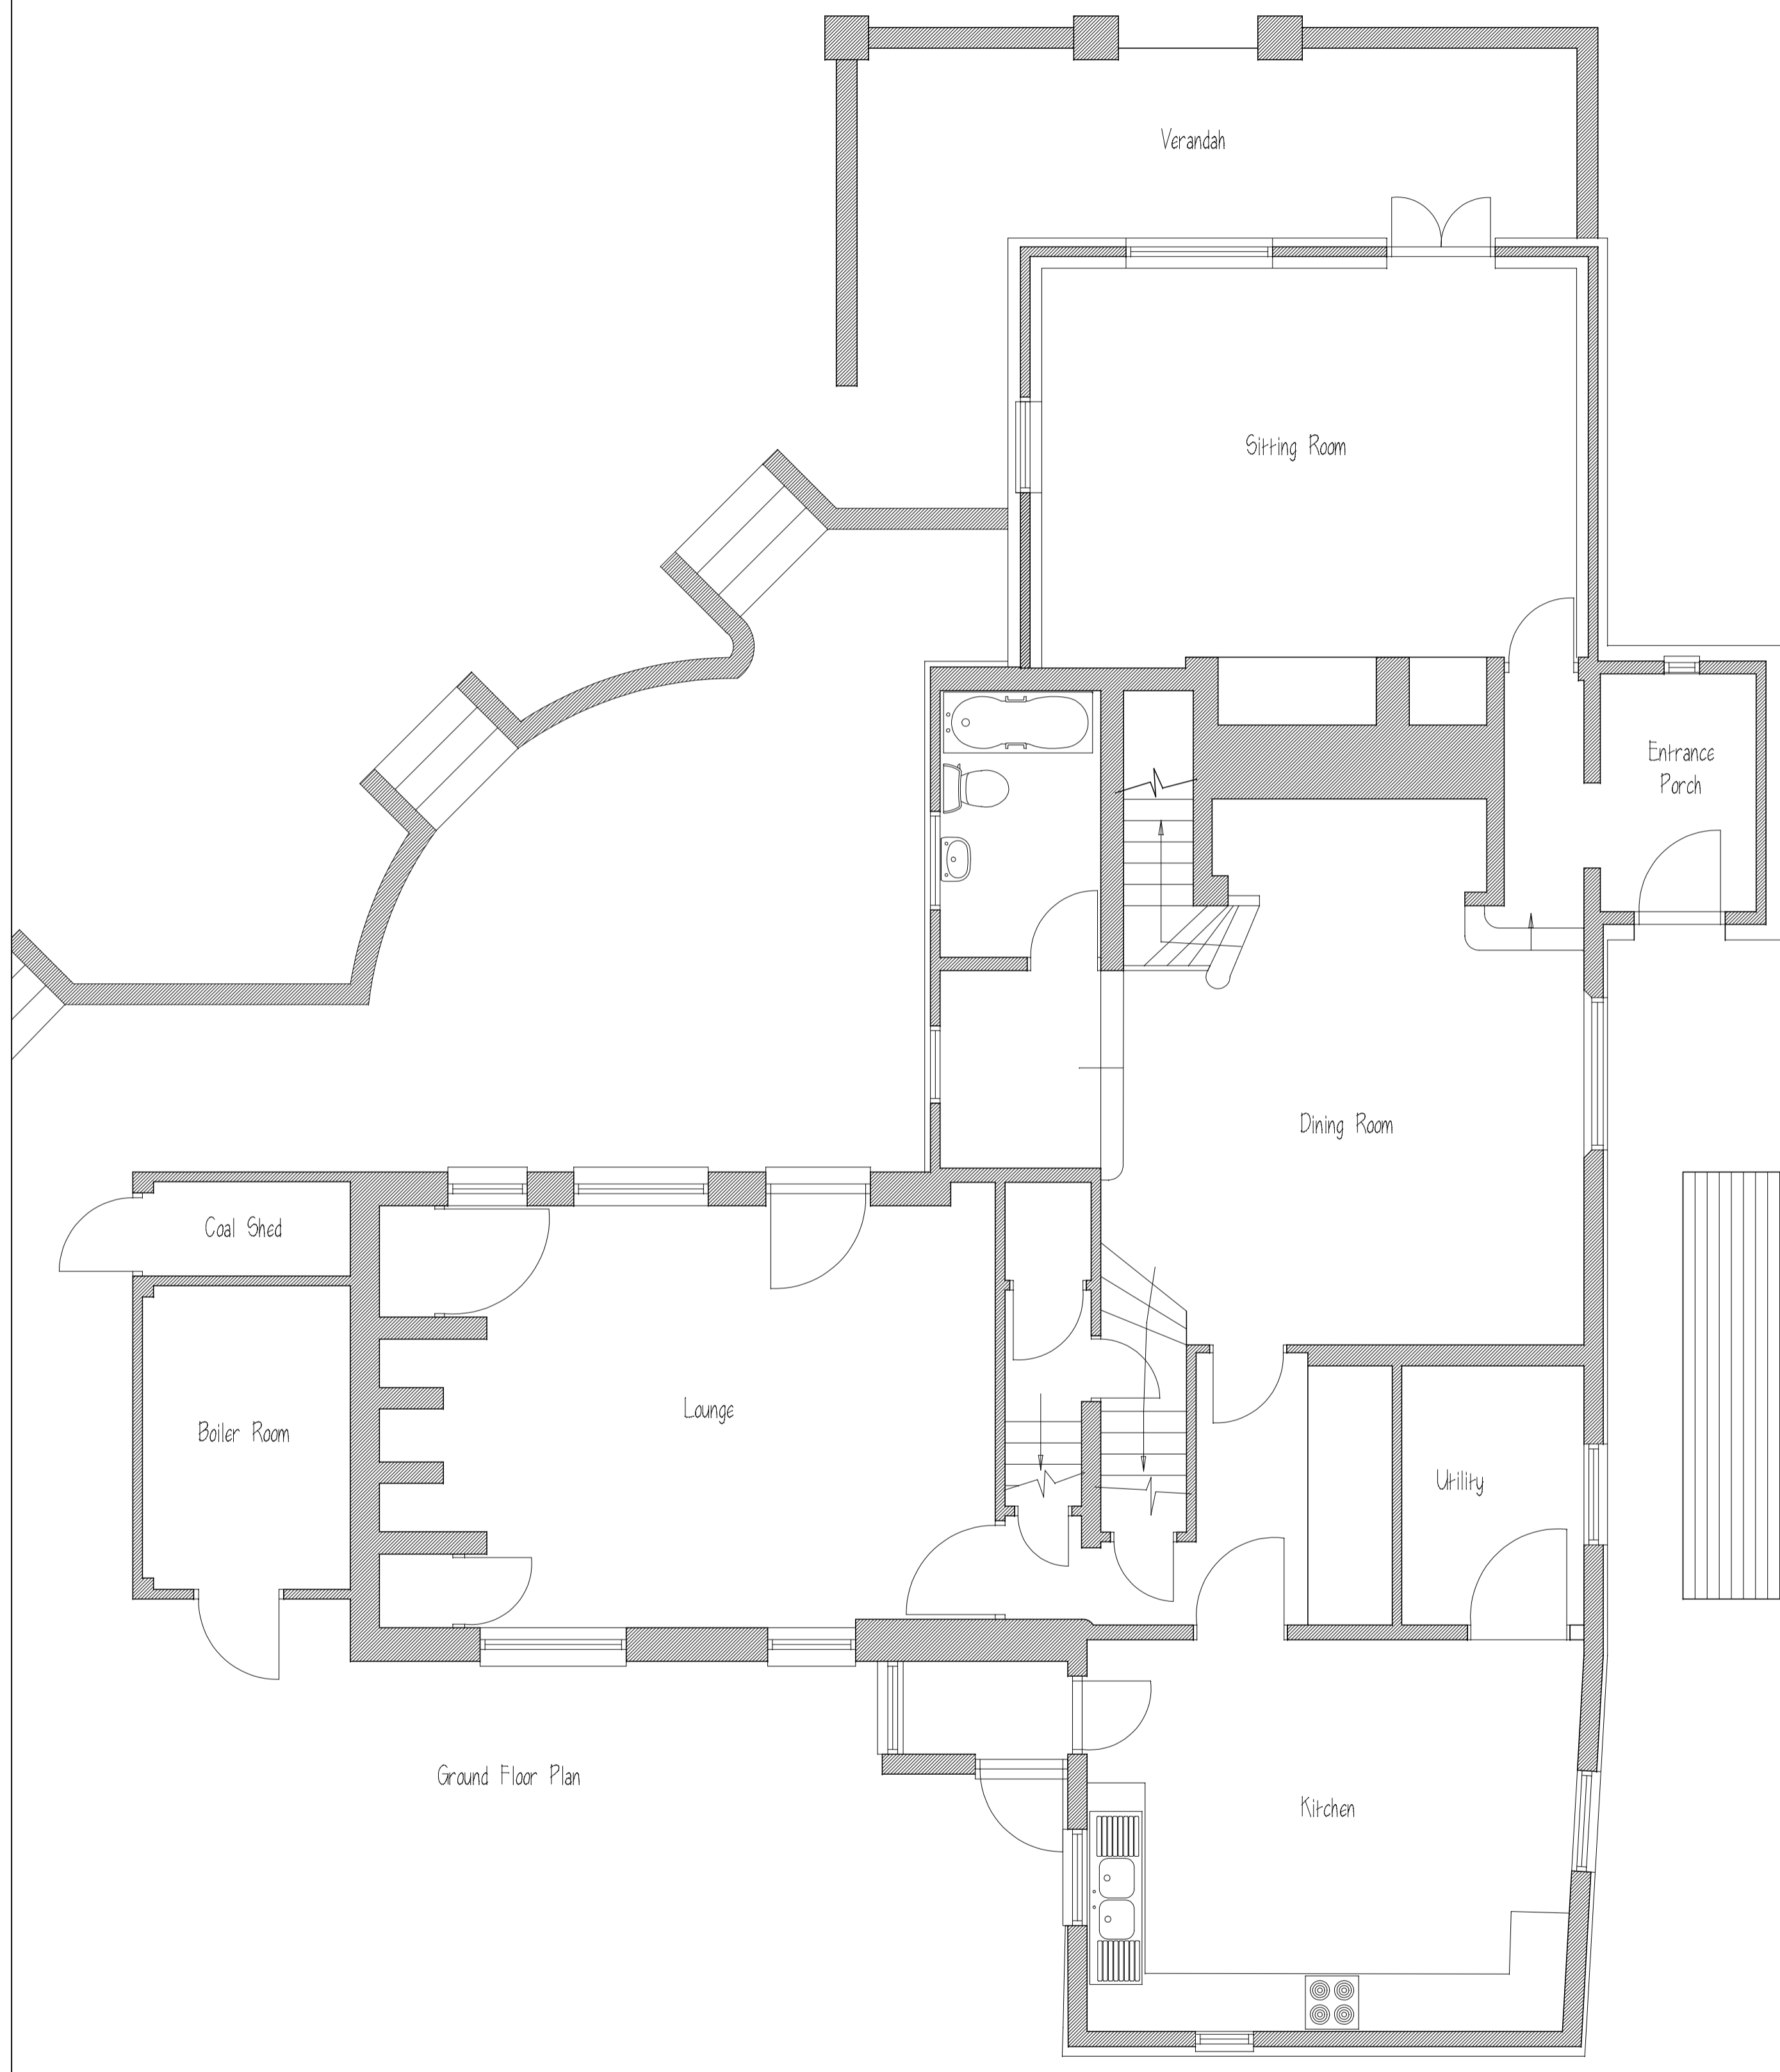 Verandah
Sitting Room
Entrance
Porch
Dining Room
Coal Shed
Lounge
Boiler Room
Utility
Ground Floor Plan
Kitchen